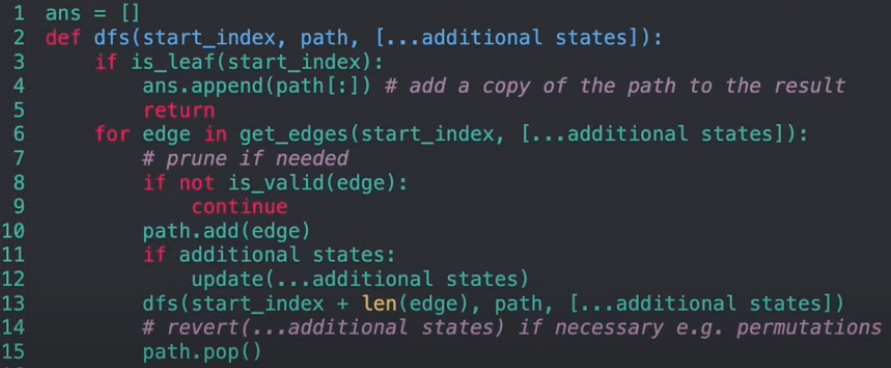 1 ans = []
2 def dfs(start_index, path, [...additional states]):
3     if is_leaf(start_index):
4         ans.append(path[:]) # add a copy of the path to the result
5         return
6     for edge in get_edges(start_index, [...additional states]):
7         # prune if needed
8         if not is_valid(edge):
9             continue
10         path.add(edge)
11         if additional states:
12             update(...additional states)
13         dfs(start_index + len(edge), path, [...additional states])
14         # revert(...additional states) if necessary e.g. permutations
15         path.pop()